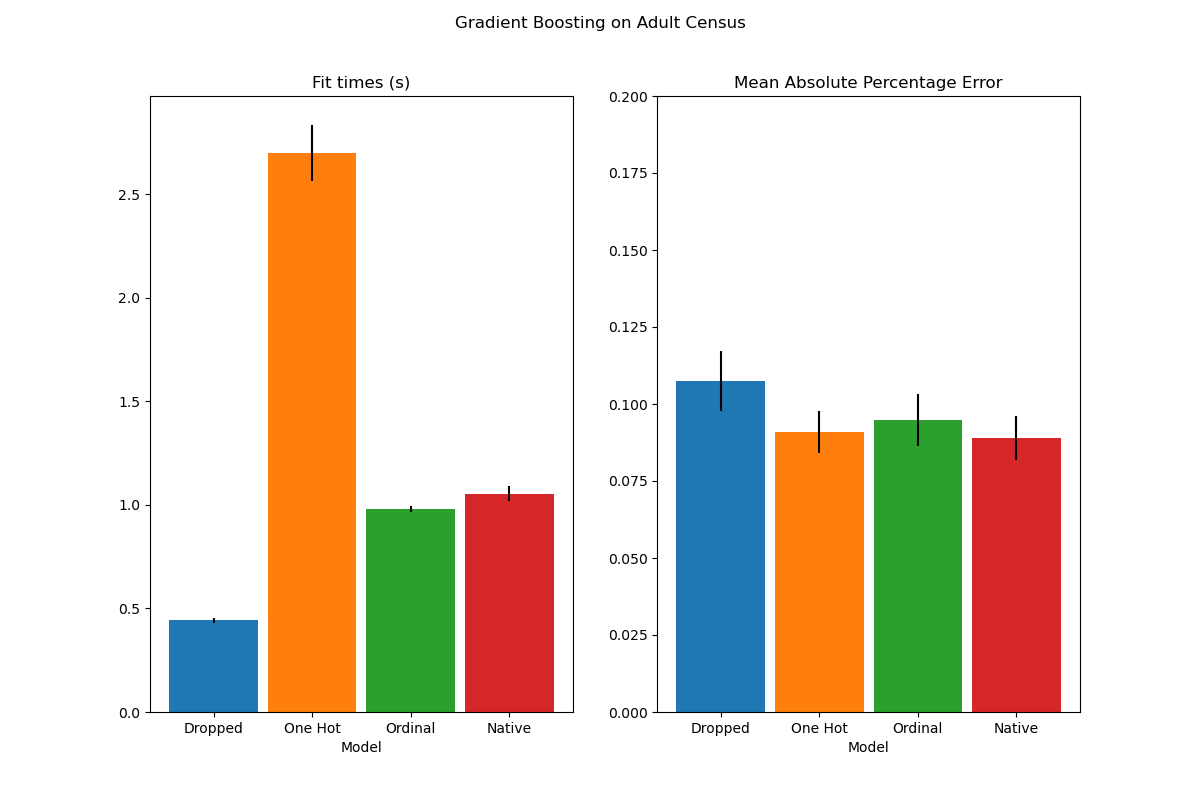 Gradient Boosting on Adult Census
Fit times (s)
2.5
2.0
1.5
1.0
0.5
0.0
Dropped One Hot Ordinal Native
Model
Mean Absolute Percentage Error
0.200
0.175
0.150
0.125
0.100
0.075
0.050
0.025
0.000
Dropped One Hot Ordinal Native
Model